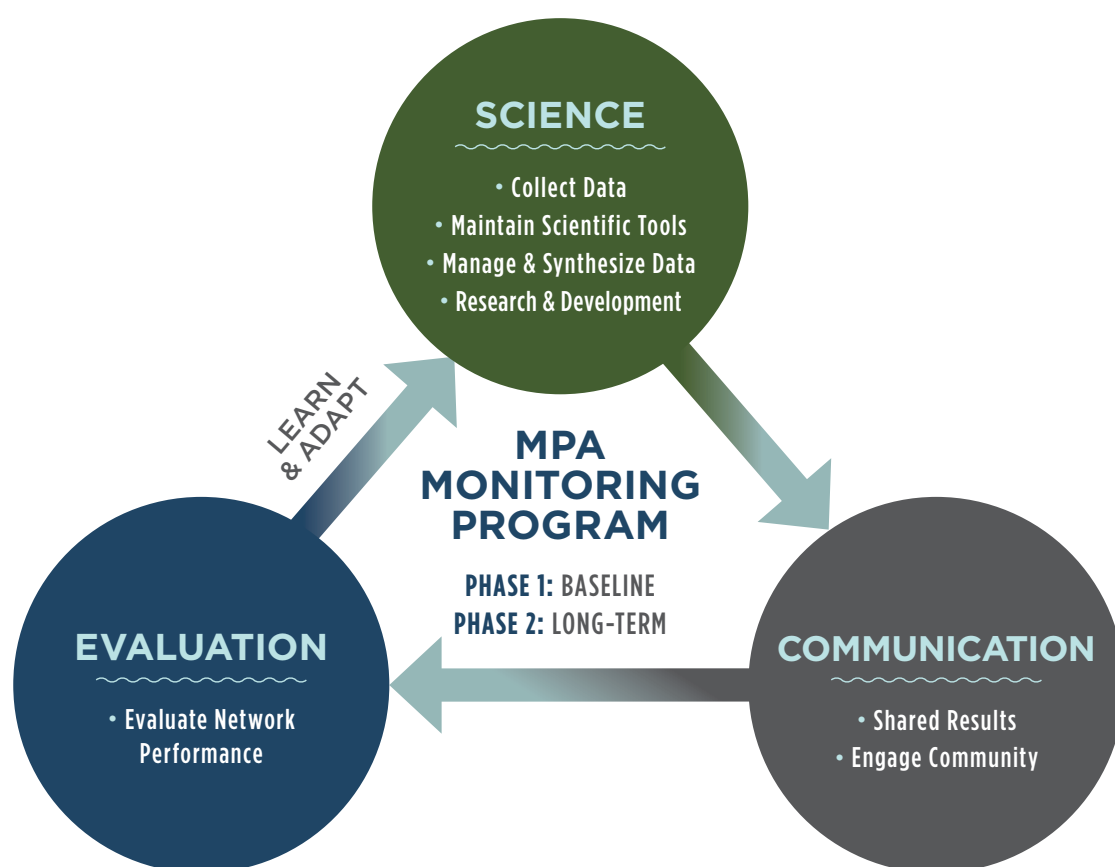 SCIENCE
• Collect Data
• Maintain Scientific Tools
• Manage & Synthesize Data
• Research & Development
LEARN
& ADAPT
MPA
MONITORING
PROGRAM
PHASE 1: BASELINE
PHASE 2: LONG-TERM
EVALUATION
• Evaluate Network
Performance
COMMUNICATION
• Shared Results
• Engage Community